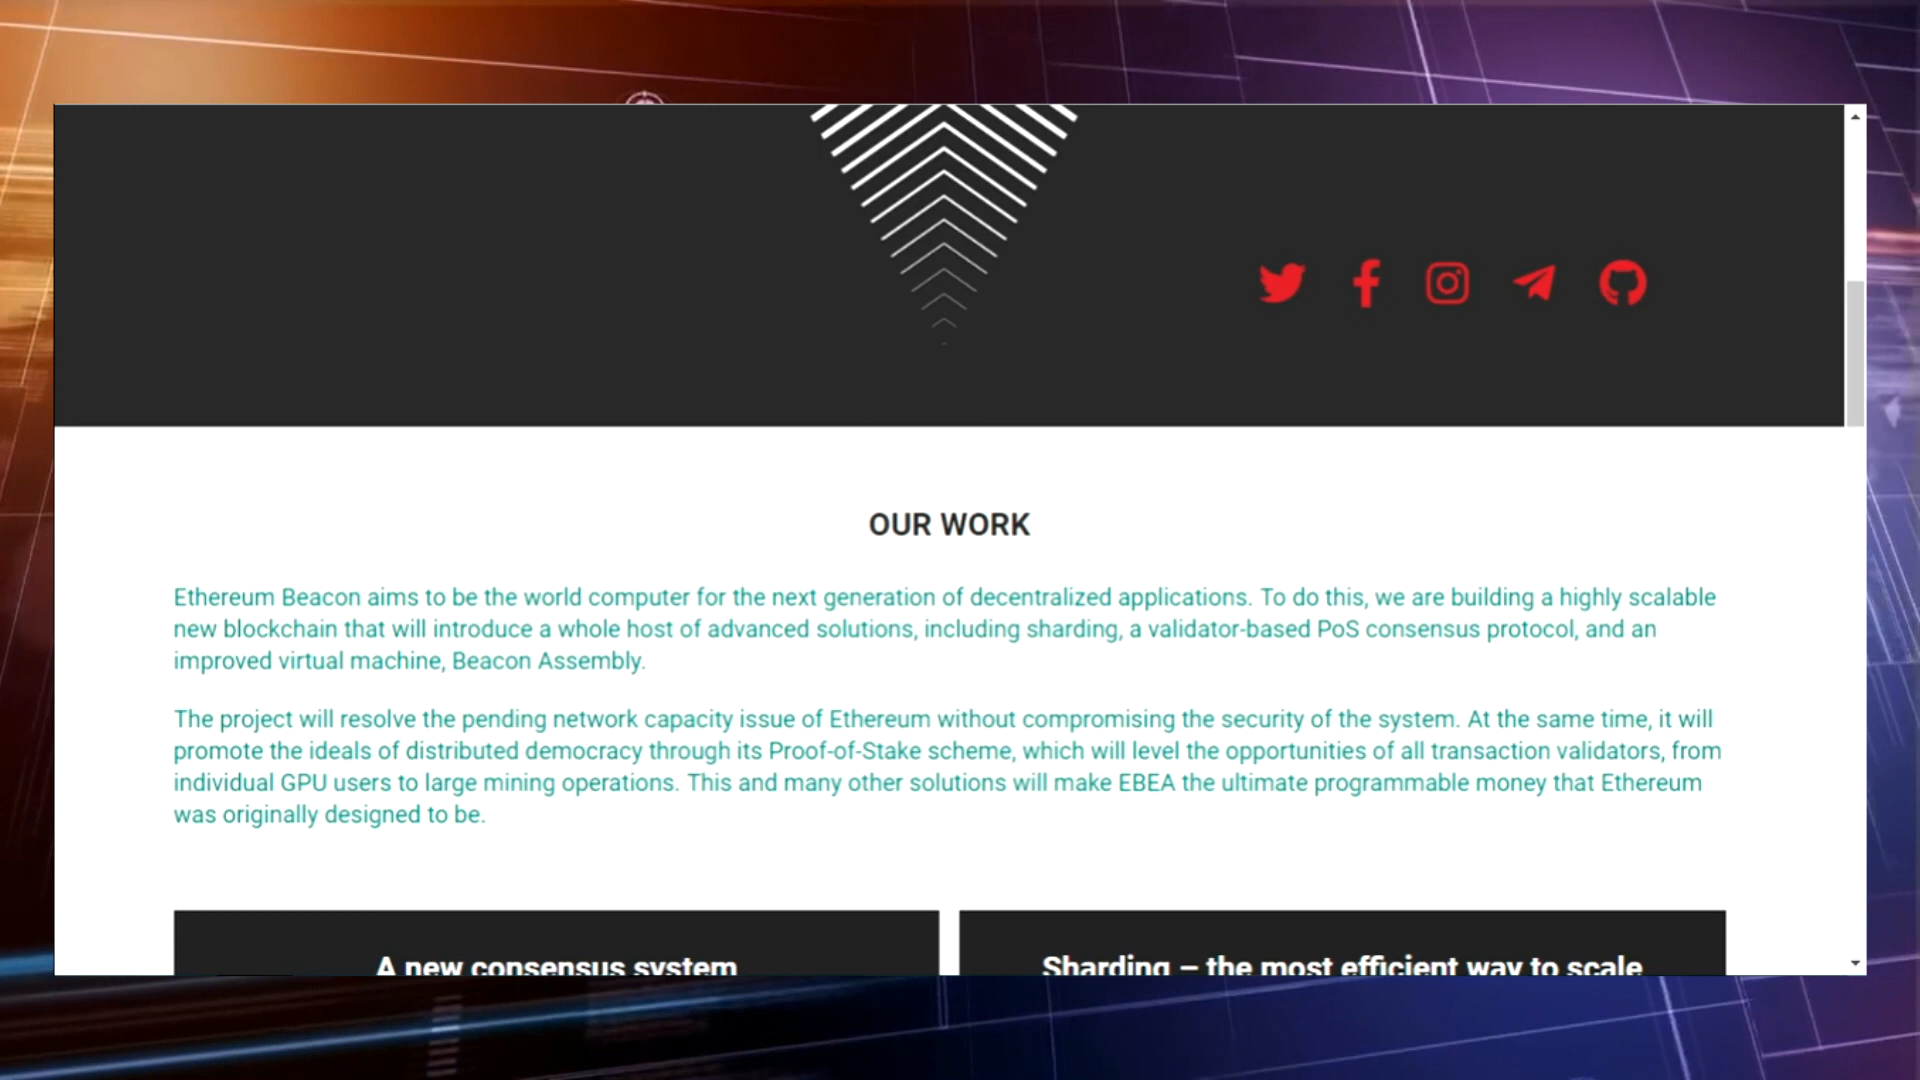 OUR WORK
Ethereum Beacon aims to be the world computer for the next generation of decentralized applications. To do this, we are building a highly scalable
new blockchain that will introduce a whole host of advanced solutions, including sharding, a validator-based PoS consensus protocol, and an
improved virtual machine, Beacon Assembly.
The project will resolve the pending network capacity issue of Ethereum without compromising the security of the system. At the same time, it will
promote the ideals of distributed democracy through its Proof-of-Stake scheme, which will level the opportunities of all transaction validators, from
individual GPU users to large mining operations. This and many other solutions will make EBEA the ultimate programmable money that Ethereum
was originally designed to be.
A new consensus system
Sharding – the most efficient way to scale